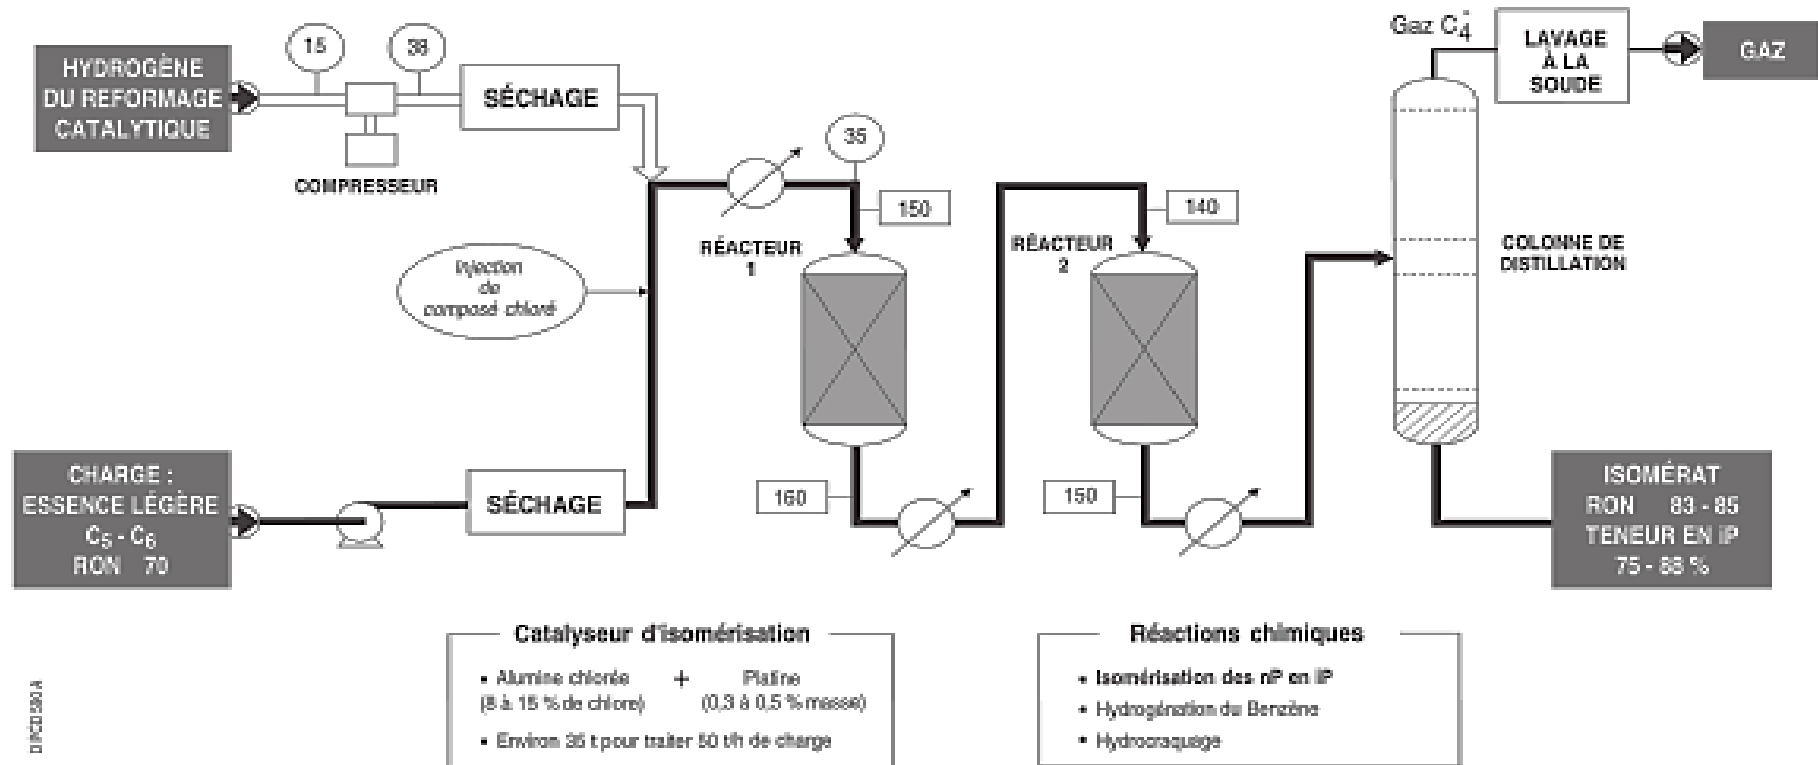 HYDROGÈNE
DU REFORMAGE
CATALYTIQUE
15
38
COMPRESSEUR
SÉCHAGE
Injection
de
composé chloré
CHARGE :
ESSENCE LÉGÈRE
C5 - C6
RON 70
SÉCHAGE
35
150
RÉACTEUR
1
160
140
RÉACTEUR
2
150
Gaz C4-
LAVAGE
À LA
SOUDE
GAZ
COLONNE DE
DISTILLATION
ISOMÉRAT
RON 83 - 85
TENEUR EN iP
75 - 88 %
Catalyseur d'isomérisation
• Alumine chlorée + Platine
(8 à 15 % de chlore) (0,3 à 0,5 % masse)
• Environ 35 t pour traiter 50 t/h de charge
Réactions chimiques
• Isomérisation des nP en iP
• Hydrogénation du Benzène
• Hydrocraquage